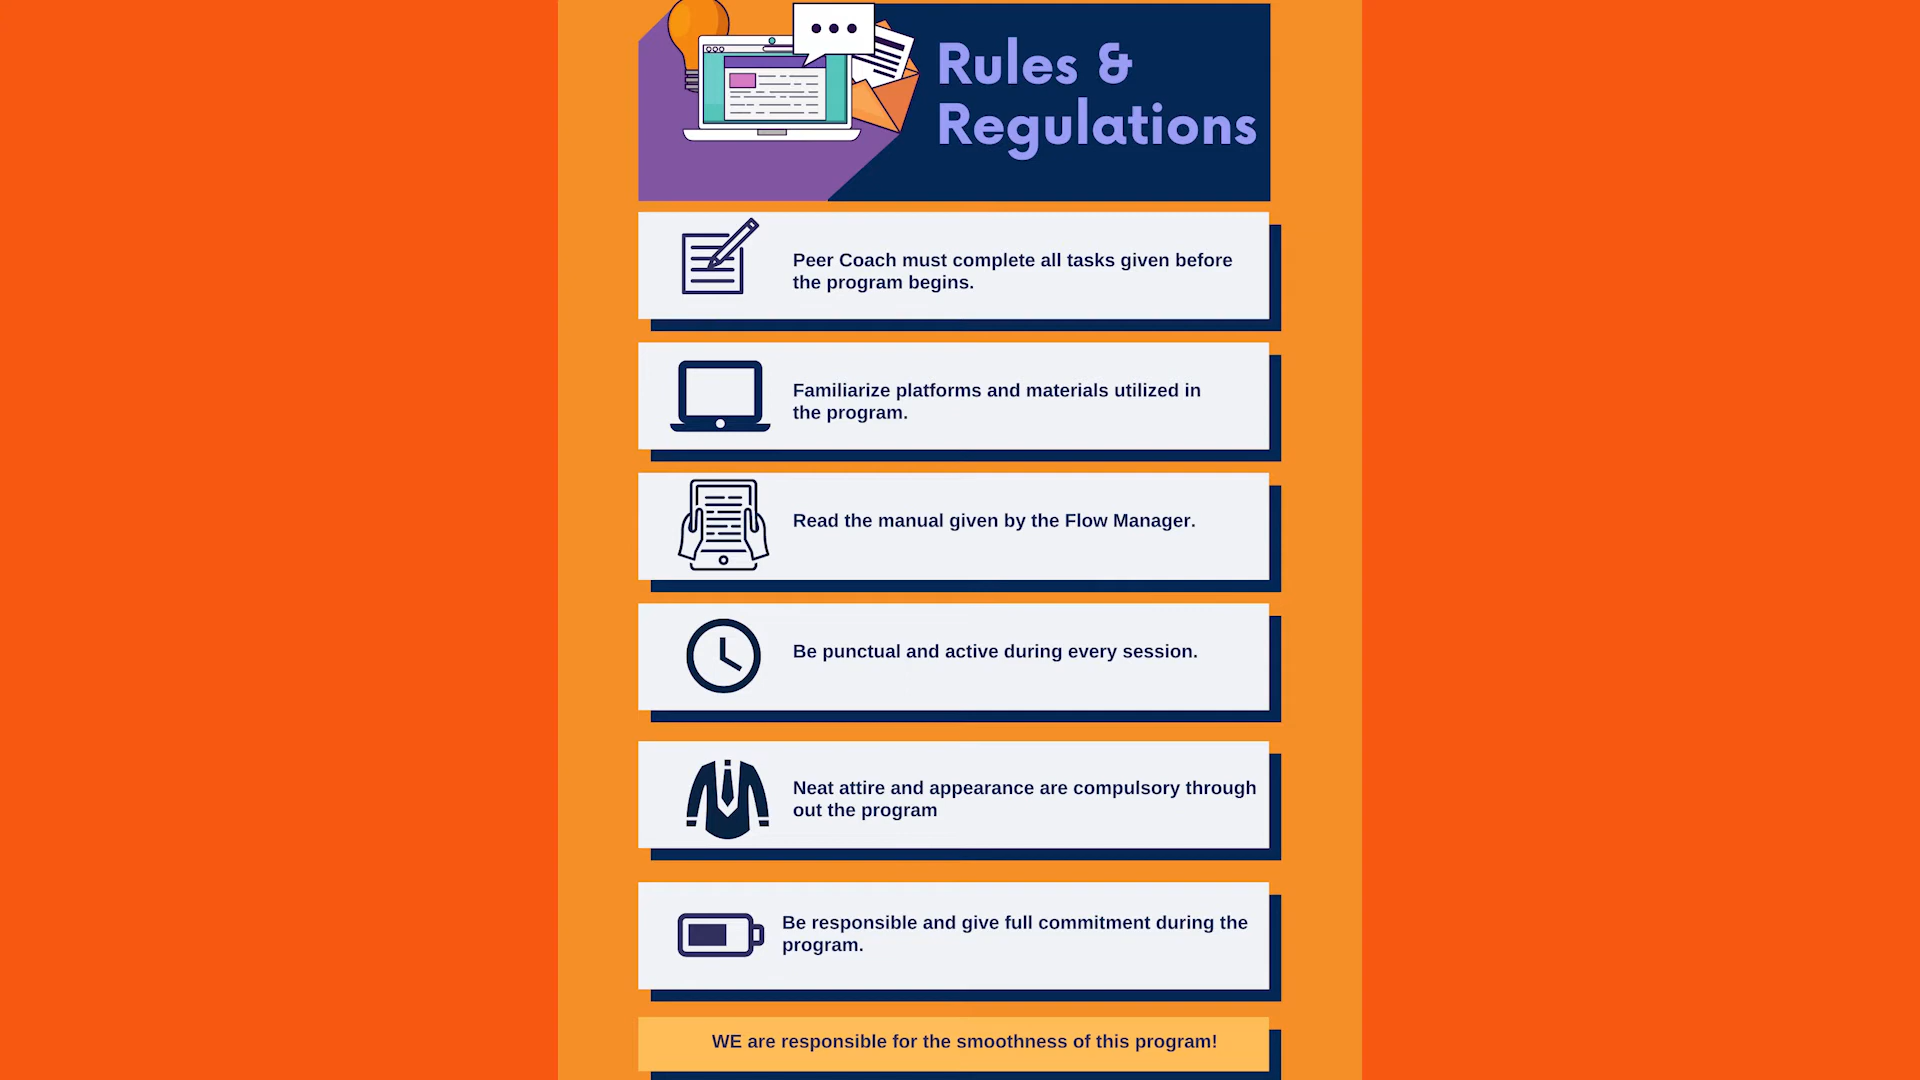 Rules &
Regulations
Peer Coach must complete all tasks given before
the program begins.
Familiarize platforms and materials utilized in
the program.
Read the manual given by the Flow Manager.
Be punctual and active during every session.
Neat attire and appearance are compulsory through
out the program
Be responsible and give full commitment during the
program.
WE are responsible for the smoothness of this program!